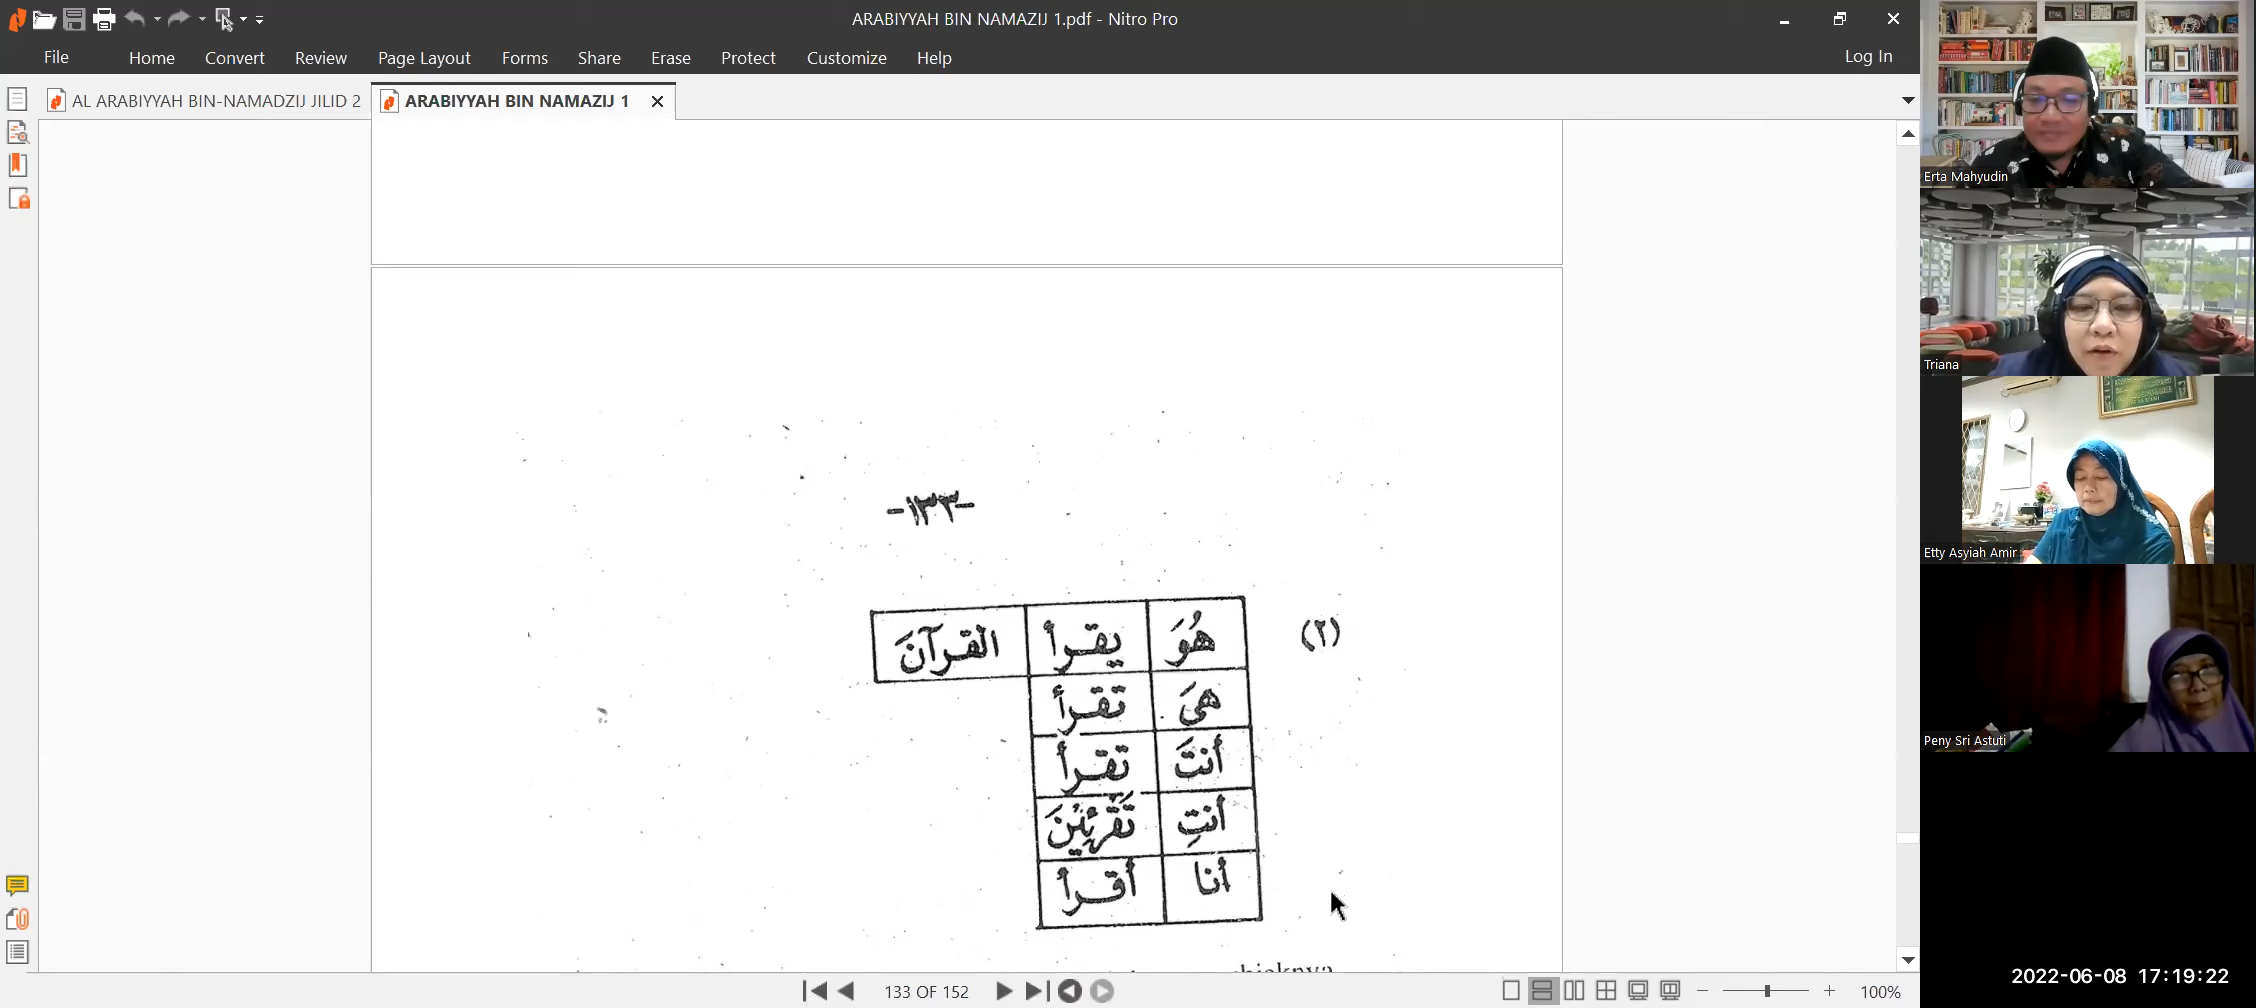 ARABIYYAH BIN NAMAZIJ 1.pdf - Nitro Pro
File Home Convert Review Page Layout Forms Share Erase Protect Customize Help
Log In
AL ARABIYYAH BIN-NAMADZIJ JILID 2
ARABIYYAH BIN NAMAZIJ 1
-١٣٣-
(٢)
هُوَ يقرأ القرآنَ
هيَ تقرأ
أنتَ تقرأ
أنتِ تَقْرَئِيْنَ
أنا أقرأ
133 OF 152
100%
Erta Mahyudin
Triana
Etty Asyiah Amir
Peny Sri Astuti
2022-06-08 17:19:22